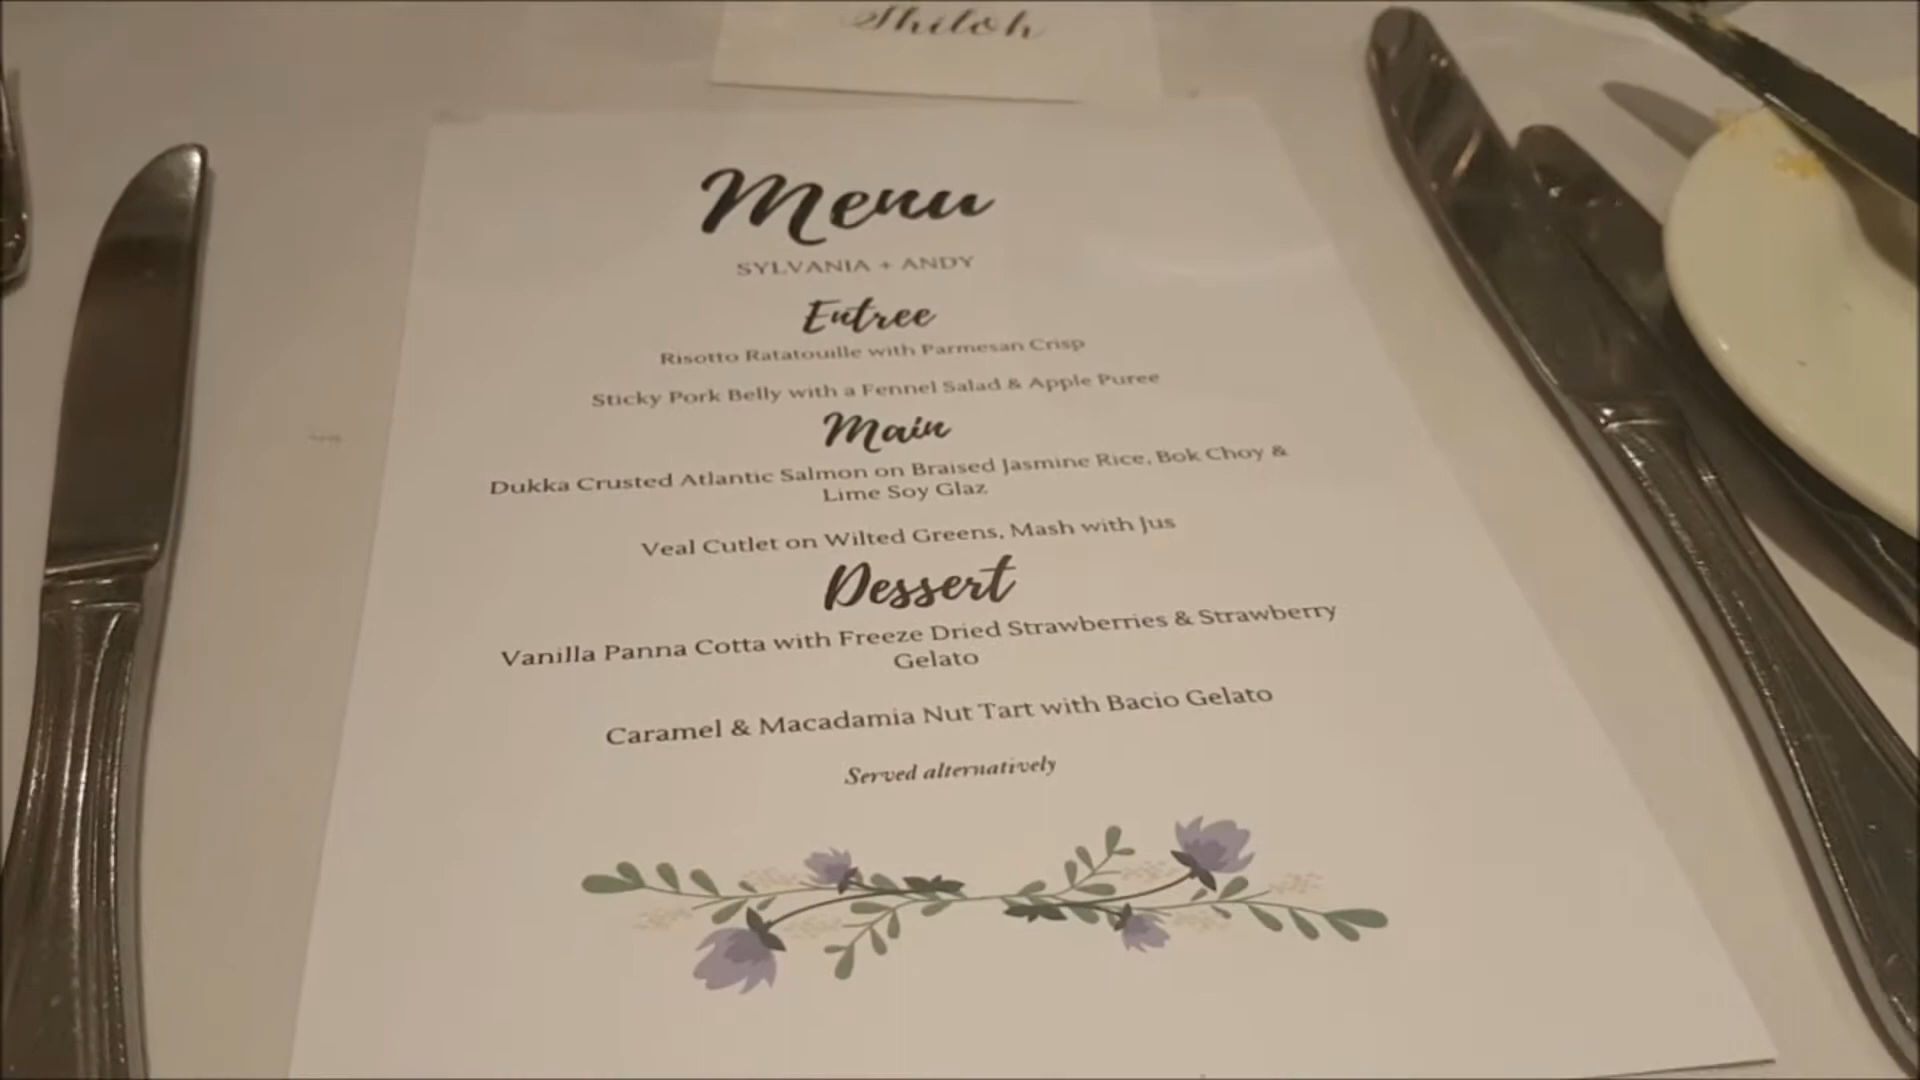 Shiloh
Menu
SYLVANIA + ANDY
Entree
Risotto Ratatouille with Parmesan Crisp
Sticky Pork Belly with a Fennel Salad & Apple Puree
Main
Dukka Crusted Atlantic Salmon on Braised Jasmine Rice, Bok Choy &
Lime Soy Glaz
Veal Cutlet on Wilted Greens, Mash with Jus
Dessert
Vanilla Panna Cotta with Freeze Dried Strawberries & Strawberry
Gelato
Caramel & Macadamia Nut Tart with Bacio Gelato
Served alternatively